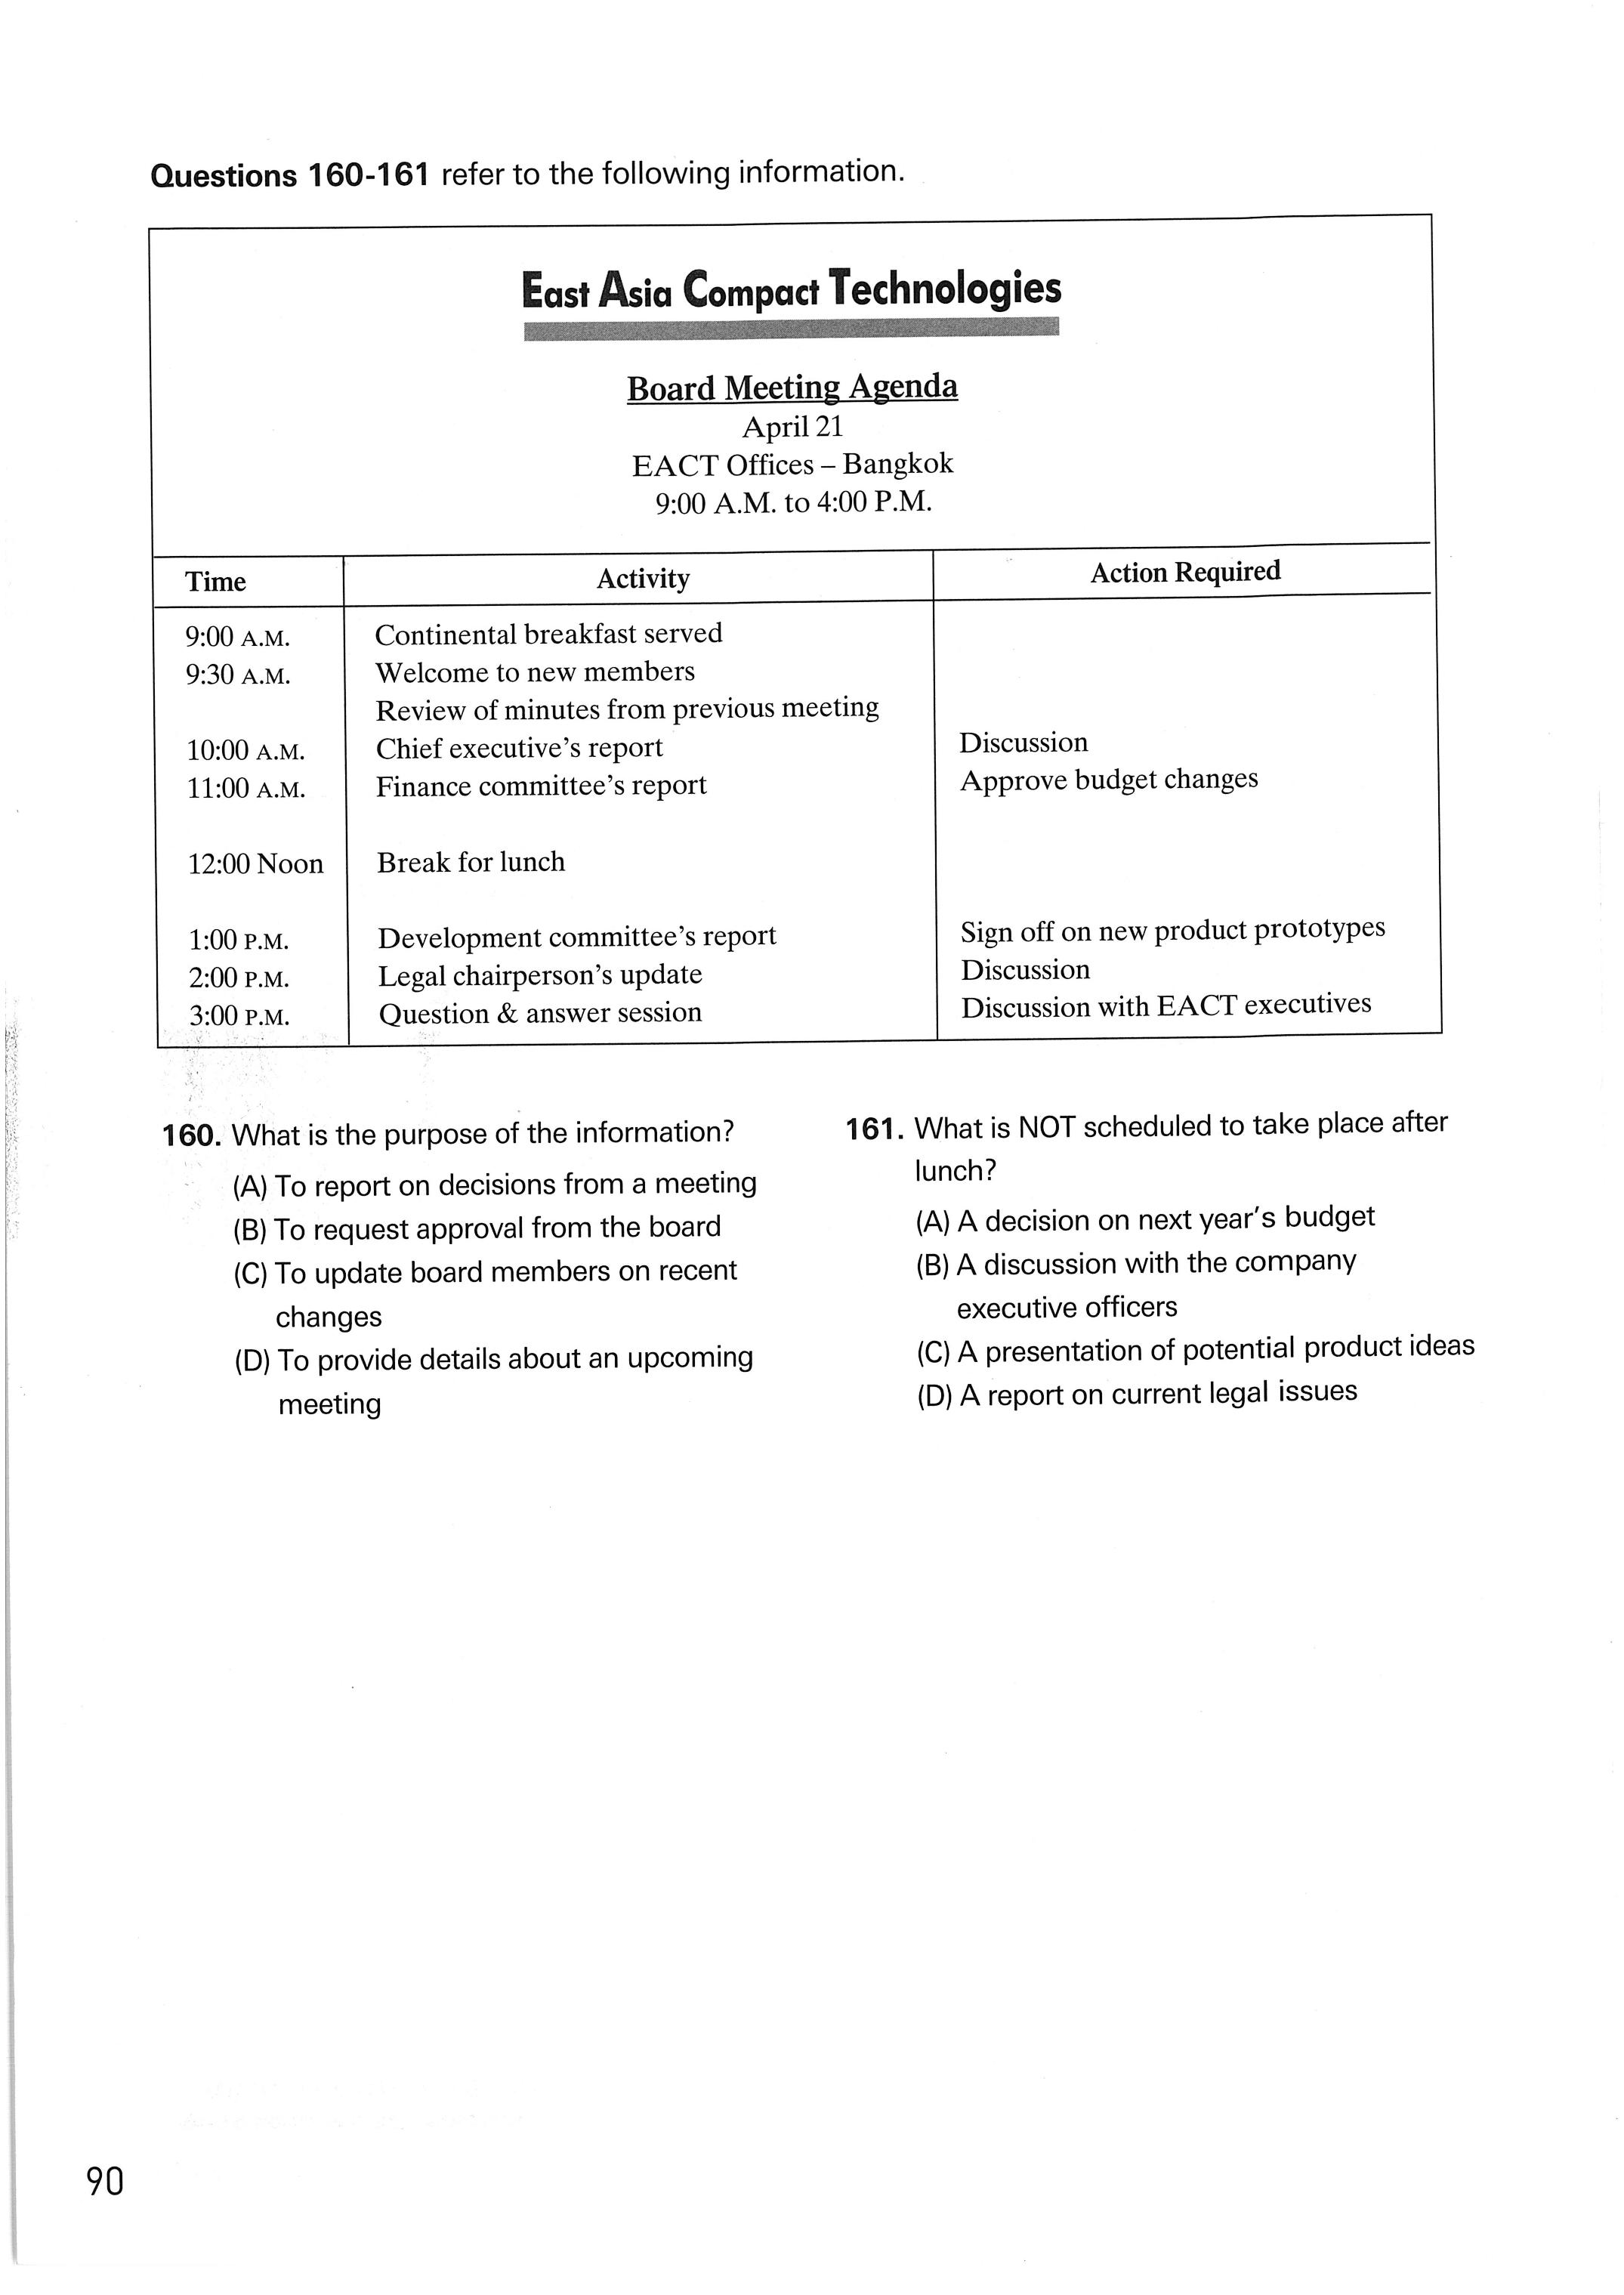 Questions 160-161 refer to the following information.
East Asia Compact Technologies
Board Meeting Agenda
April 21
EACT Offices – Bangkok
9:00 A.M. to 4:00 P.M.
Time Activity Action Required
9:00 A.M. Continental breakfast served
9:30 A.M. Welcome to new members
Review of minutes from previous meeting
10:00 A.M. Chief executive's report Discussion
11:00 A.M. Finance committee's report Approve budget changes
12:00 Noon Break for lunch
1:00 P.M. Development committee's report Sign off on new product prototypes
2:00 P.M. Legal chairperson's update Discussion
3:00 P.M. Question & answer session Discussion with EACT executives
160. What is the purpose of the information?
(A) To report on decisions from a meeting
(B) To request approval from the board
(C) To update board members on recent
changes
(D) To provide details about an upcoming
meeting
161. What is NOT scheduled to take place after
lunch?
(A) A decision on next year's budget
(B) A discussion with the company
executive officers
(C) A presentation of potential product ideas
(D) A report on current legal issues
90